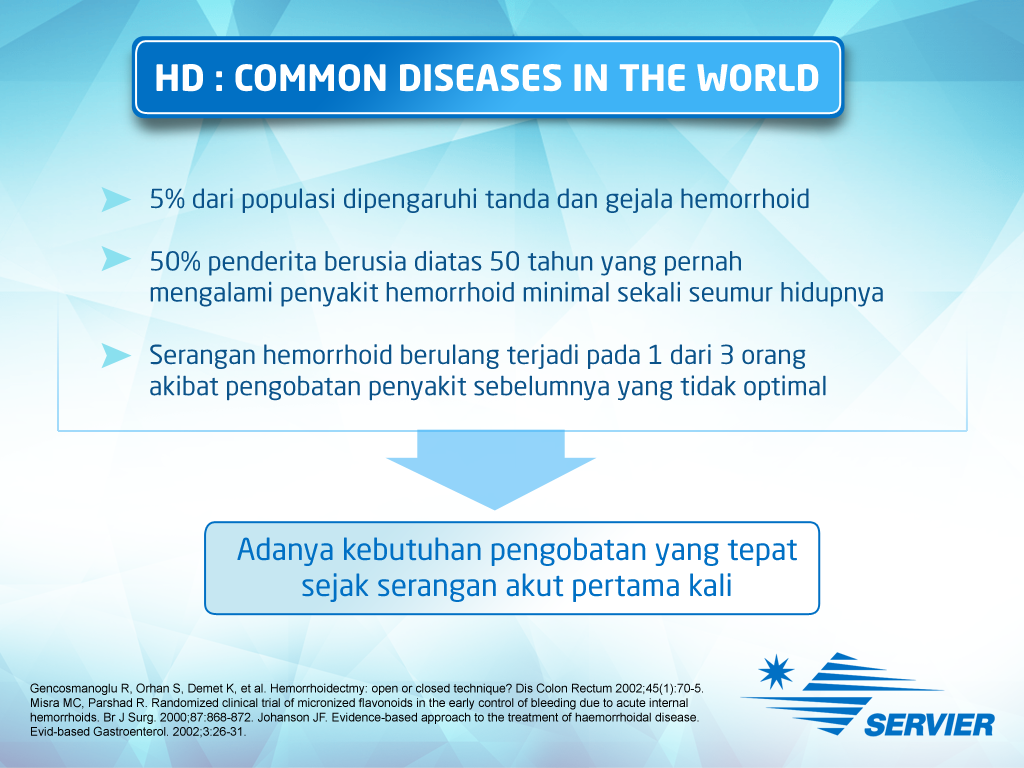 HD : COMMON DISEASES IN THE WORLD
5% dari populasi dipengaruhi tanda dan gejala hemorrhoid
50% penderita berusia diatas 50 tahun yang pernah
mengalami penyakit hemorrhoid minimal sekali seumur hidupnya
Serangan hemorrhoid berulang terjadi pada 1 dari 3 orang
akibat pengobatan penyakit sebelumnya yang tidak optimal
Adanya kebutuhan pengobatan yang tepat
sejak serangan akut pertama kali
Gencosmanoglu R, Orhan S, Demet K, et al. Hemorrhoidectmy: open or closed technique? Dis Colon Rectum 2002;45(1):70-5.
Misra MC, Parshad R. Randomized clinical trial of micronized flavonoids in the early control of bleeding due to acute internal
hemorrhoids. Br J Surg. 2000;87:868-872. Johanson JF. Evidence-based approach to the treatment of haemorrhoidal disease.
Evid-based Gastroenterol. 2002;3:26-31.
SERVIER